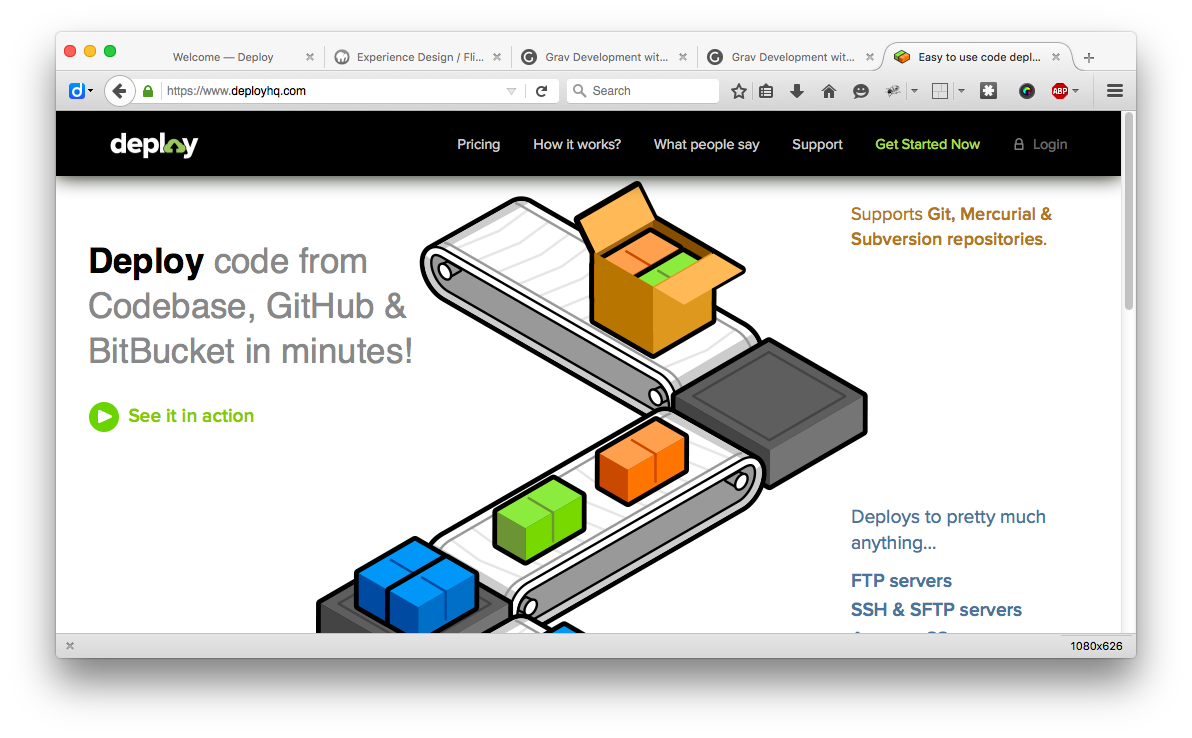 Welcome — Deploy
Experience Design / Fli...
Grav Development wit...
Grav Development wit...
Easy to use code depl...
https://www.deployhq.com
Search
ABP
deploy
Pricing
How it works?
What people say
Support
Get Started Now
Login
Deploy code from
Codebase, GitHub &
BitBucket in minutes!
See it in action
Supports Git, Mercurial &
Subversion repositories.
Deploys to pretty much
anything...
FTP servers
SSH & SFTP servers
1080x626